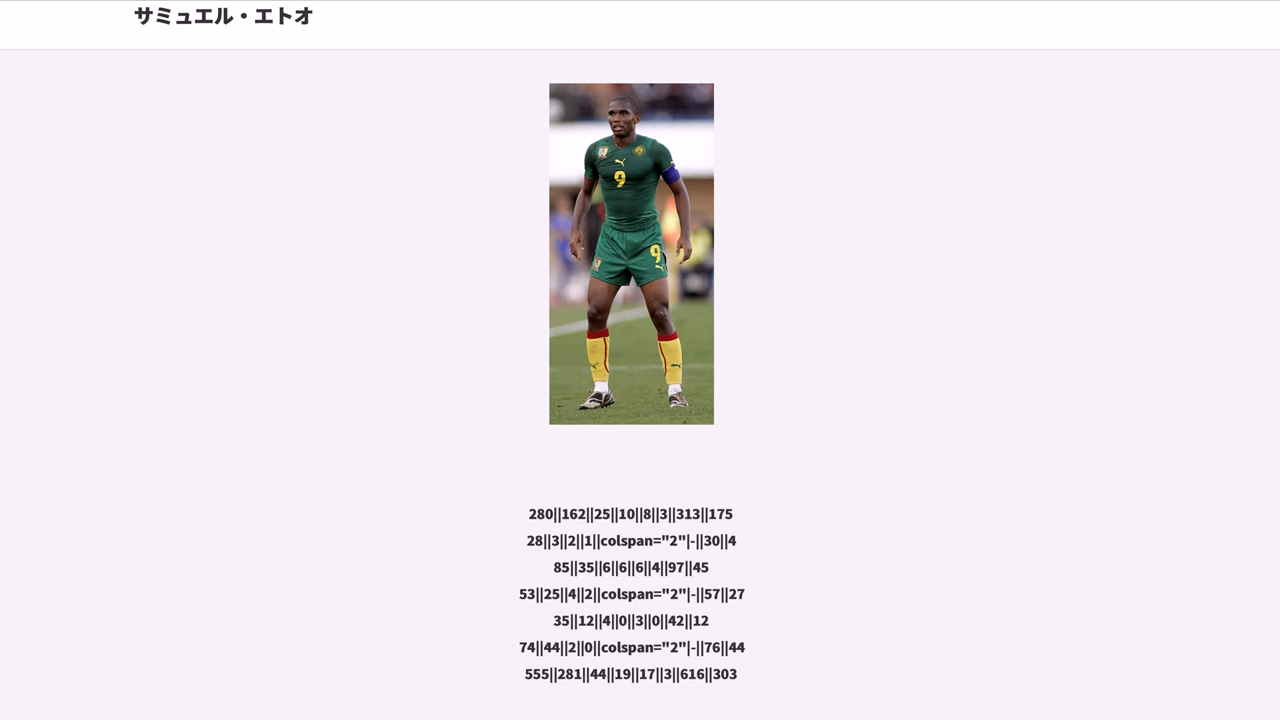 サミュエル・エトオ
9
9
280||162||25||10||8||3||313||175
28||3||2||1||colspan="2"|-||30||4
85||35||6||6||6||4||97||45
53||25||4||2||colspan="2"|-||57||27
35||12||4||0||3||0||42||12
74||44||2||0||colspan="2"|-||76||44
555||281||44||19||17||3||616||303